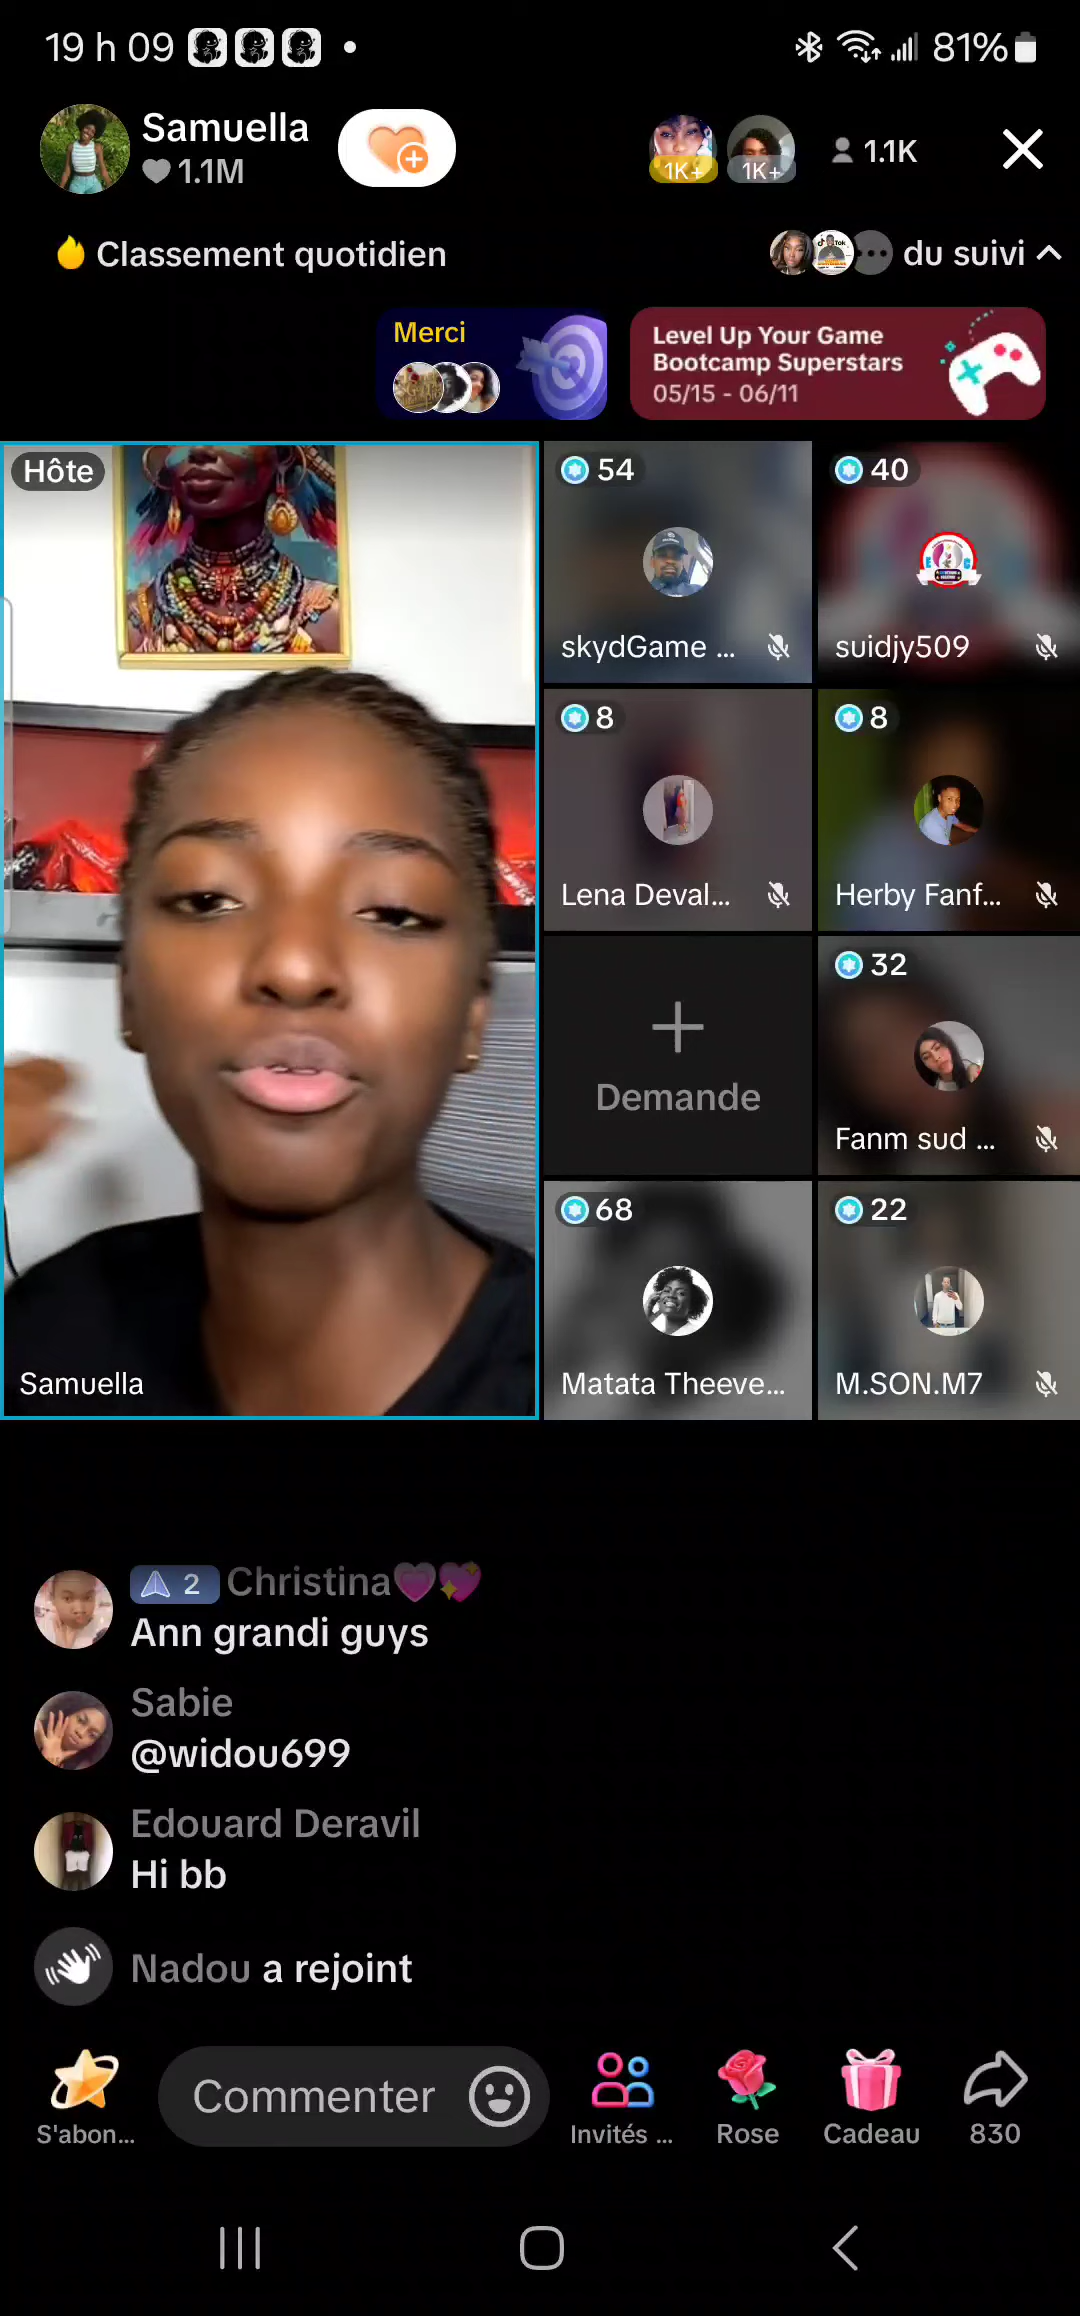 19 h 09
81%
Samuella
1.1M
1K+
1K+
1.1K
Classement quotidien
du suivi
Merci
Level Up Your Game
Bootcamp Superstars
05/15 - 06/11
Hôte
Samuella
54
skydGame ...
40
suidjy509
8
Lena Deval...
8
Herby Fanf...
Demande
32
Fanm sud ...
68
Matata Theeve...
22
M.SON.M7
2 Christina💗💖
Ann grandi guys
Sabie
@widou699
Edouard Deravil
Hi bb
Nadou a rejoint
S'abon...
Commenter
Invités ...
Rose
Cadeau
830